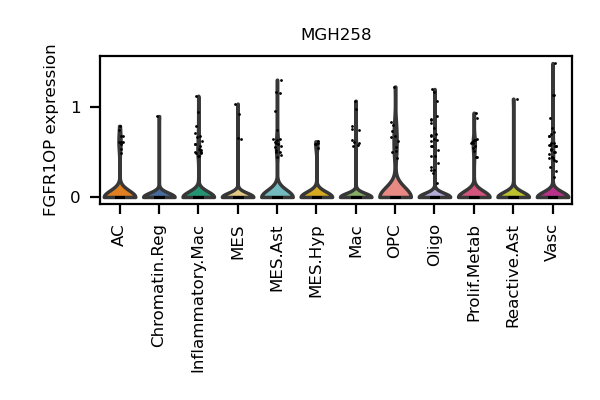 MGH258
FGFR1OP expression
1
0
AC
Chromatin.Reg
Inflammatory.Mac
MES
MES.Ast
MES.Hyp
Mac
OPC
Oligo
Prolif.Metab
Reactive.Ast
Vasc